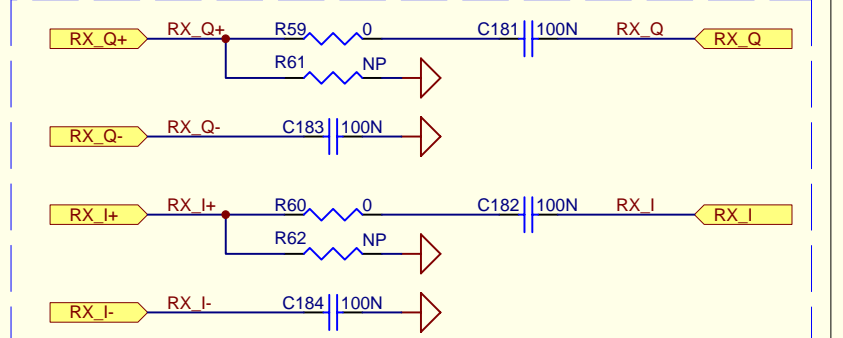 RX_Q+ RX_Q+ R59 0 C181 100N RX_Q RX_Q
R61 NP
RX_Q- RX_Q- C183 100N
RX_I+ RX_I+ R60 0 C182 100N RX_I RX_I
R62 NP
RX_I- RX_I- C184 100N